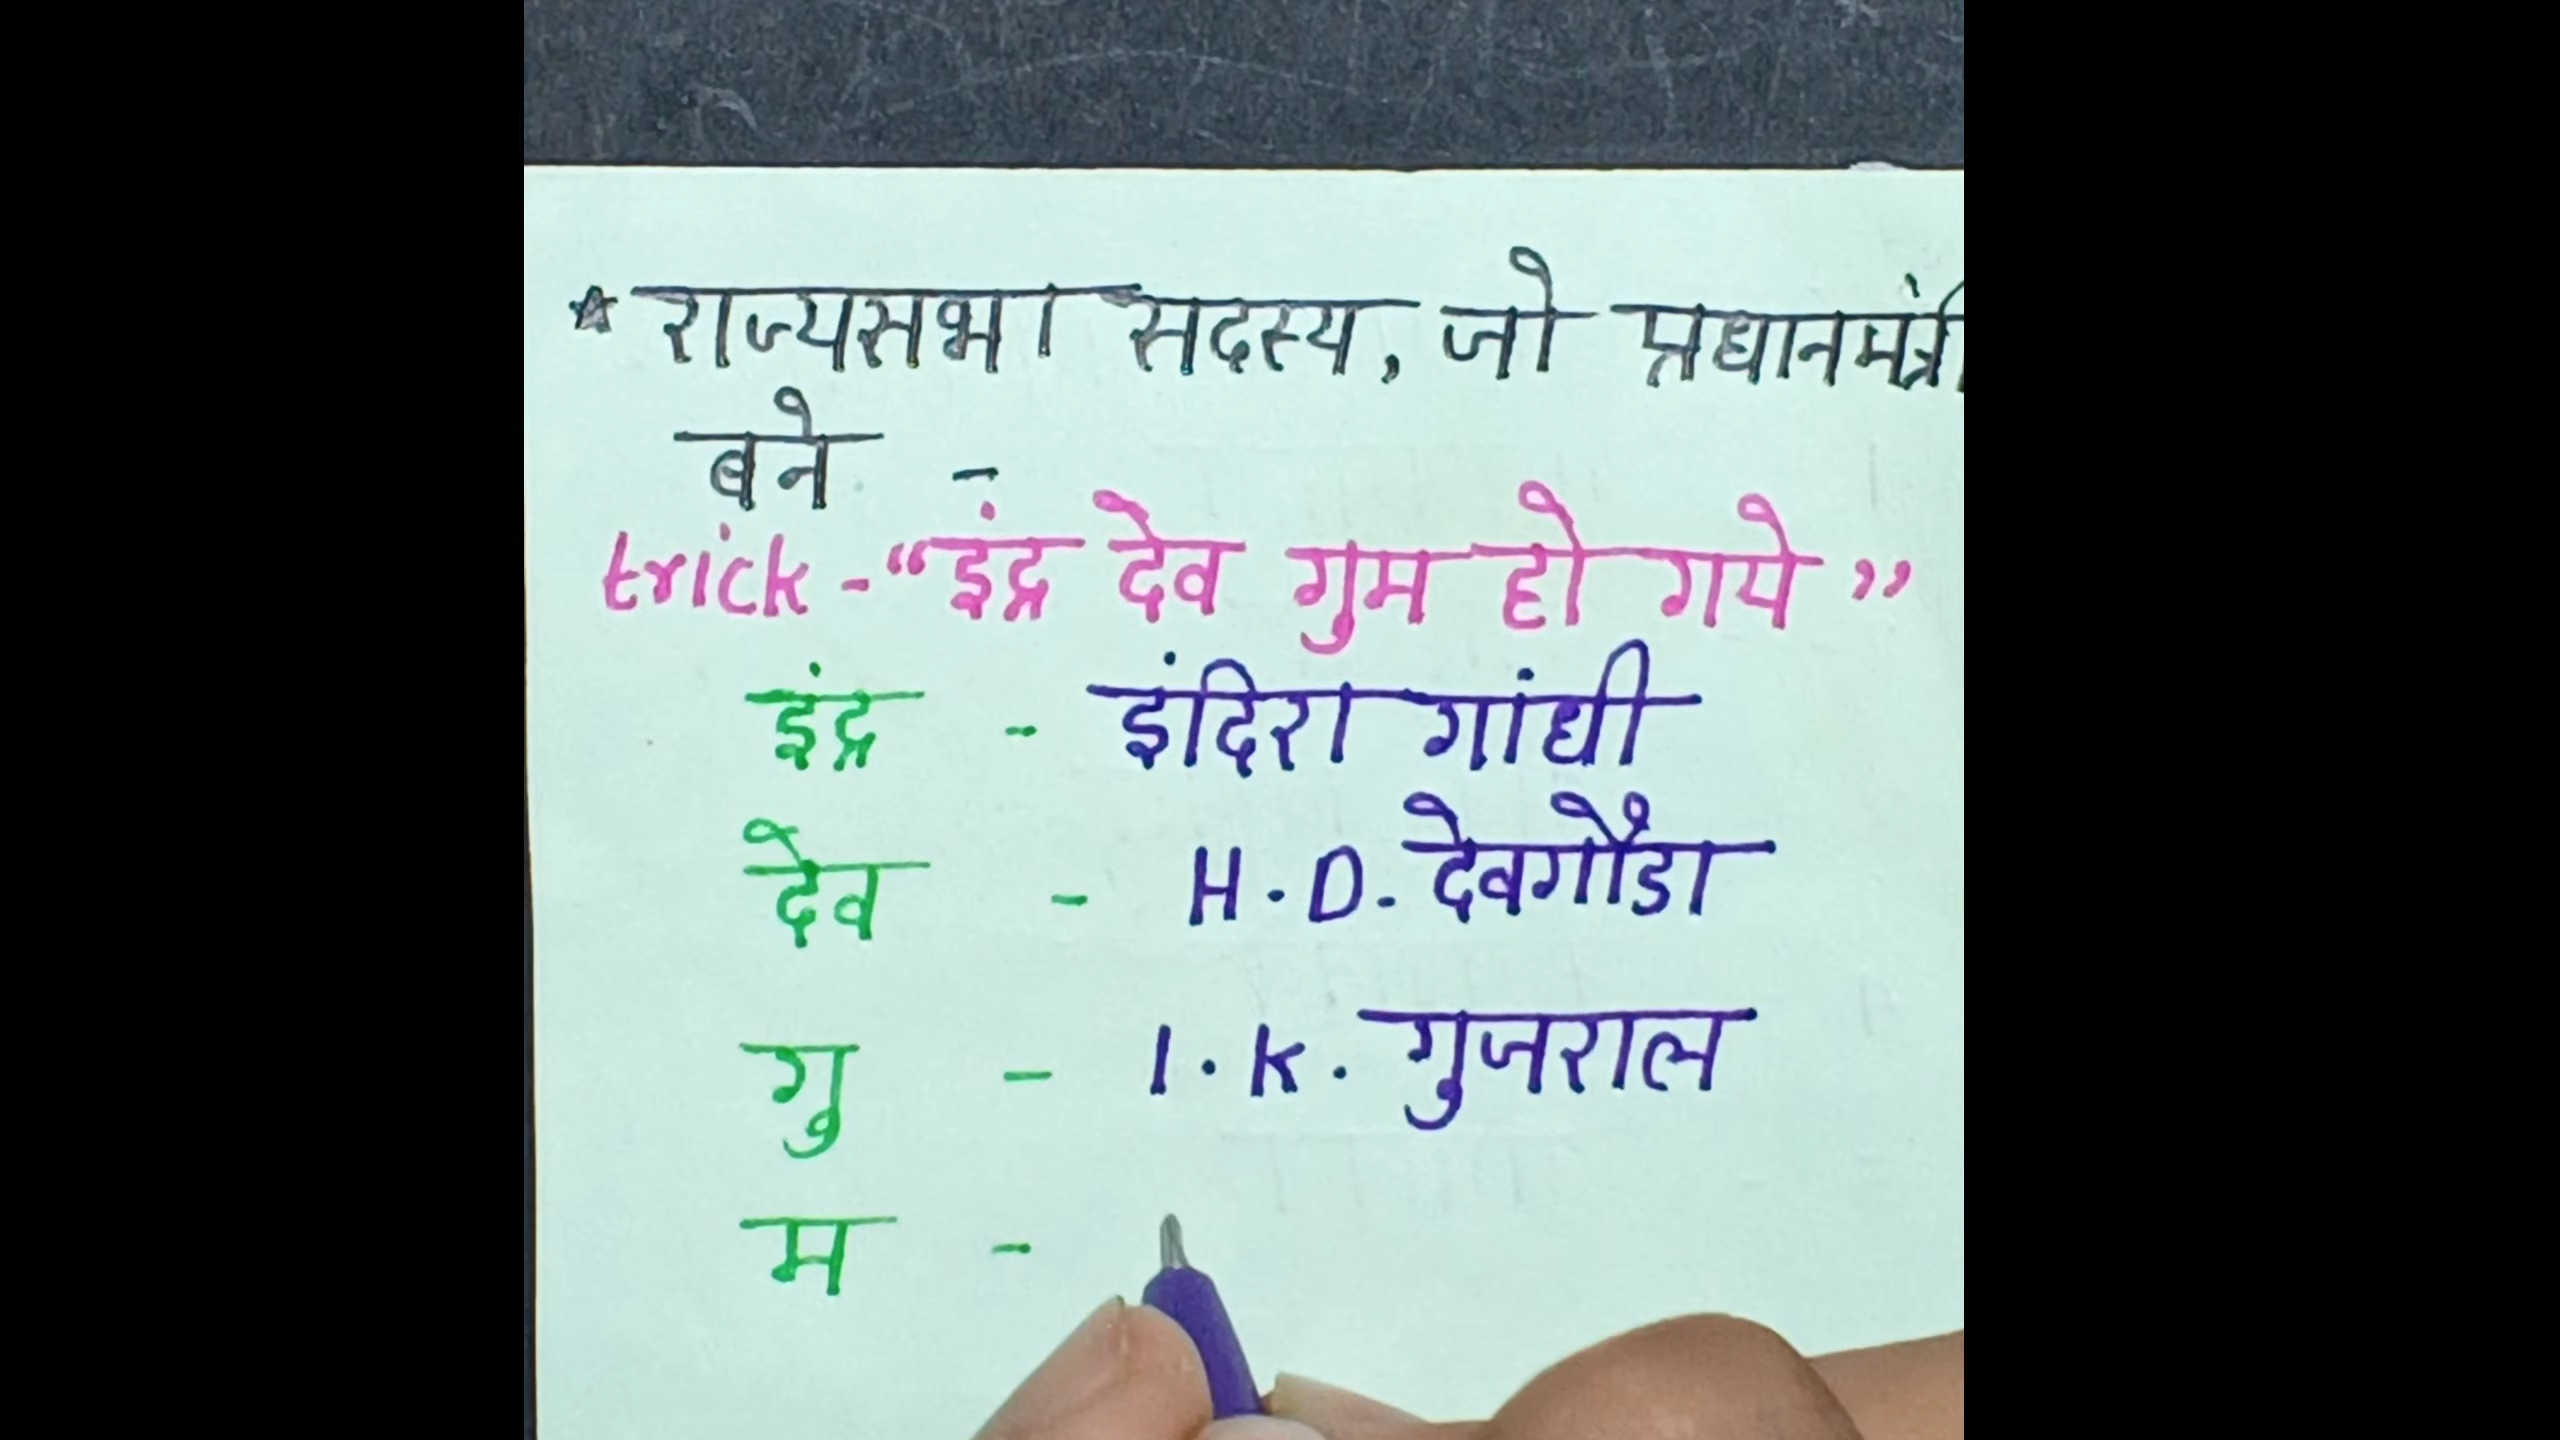 * राज्यसभा सदस्य, जो प्रधानमंत्री
बने -
trick - “इंद्र देव गुम हो गये”
इंद्र - इंदिरा गांधी
देव - H.D. देवगौडा
गु - I.K. गुजराल
म -